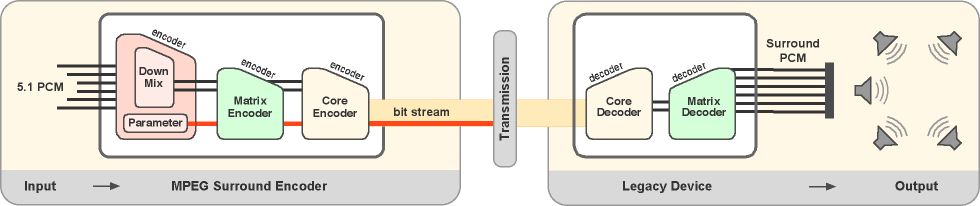 5.1 PCM
encoder
Down
Mix
Parameter
encoder
Matrix
Encoder
encoder
Core
Encoder
bit stream
Transmission
decoder
Core
Decoder
decoder
Matrix
Decoder
Surround
PCM
Input
MPEG Surround Encoder
Legacy Device
Output